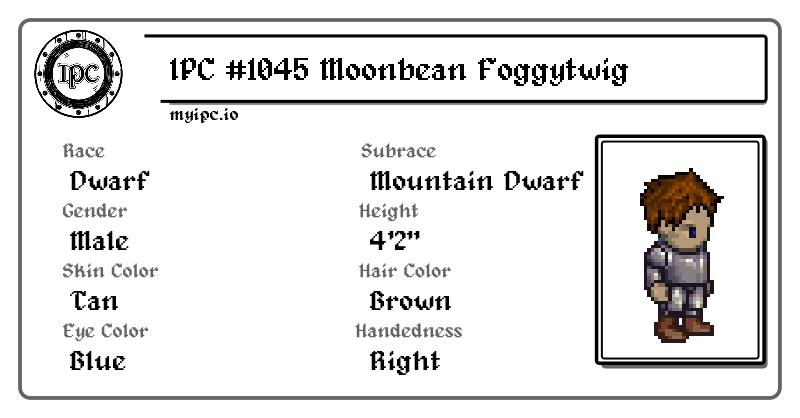 IPC
IPC #1045 Moonbean Foggytwig
myipc.io
Race
Subrace
Dwarf
Mountain Dwarf
Gender
Height
Male
4'2"
Skin Color
Hair Color
Tan
Brown
Eye Color
Handedness
Blue
Right